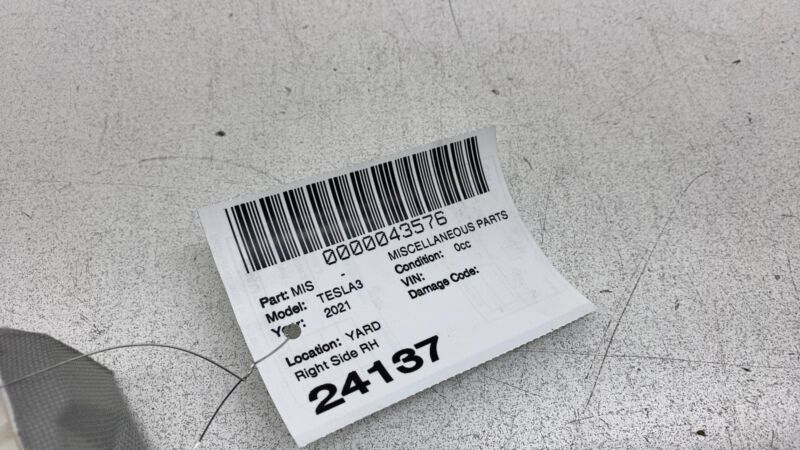 0000043576
Part: MIS - MISCELLANEOUS PARTS
Model: TESLA3 Condition: 0cc
Year: 2021 VIN:
Damage Code:
Location: YARD
Right Side RH
24137